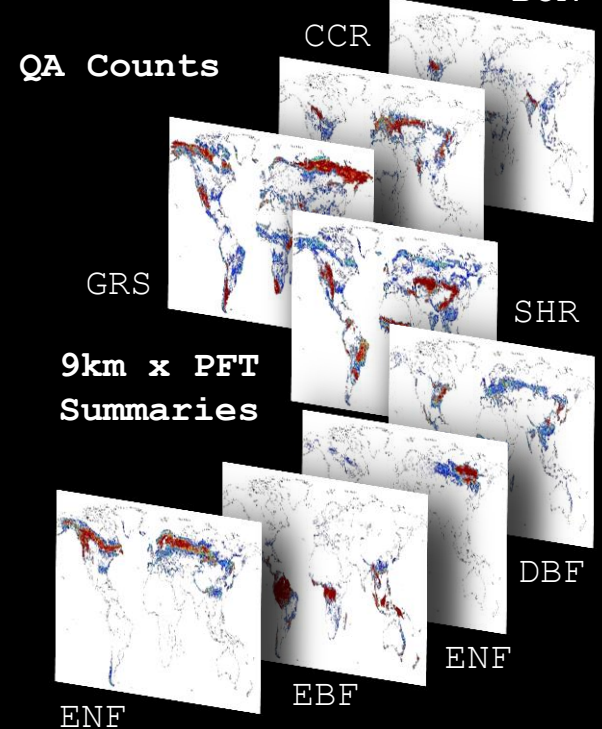 CCR
QA Counts
GRS
SHR
9km x PFT
Summaries
DBF
ENF
EBF
ENF